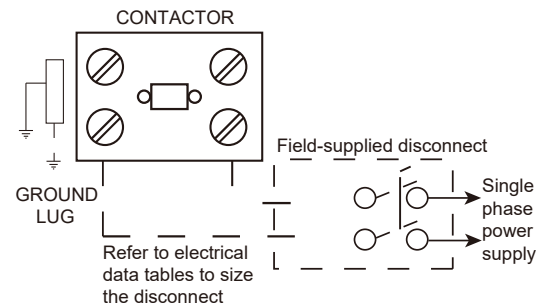 CONTACTOR
Field-supplied disconnect
GROUND
LUG
Single
phase
power
supply
Refer to electrical
data tables to size
the disconnect